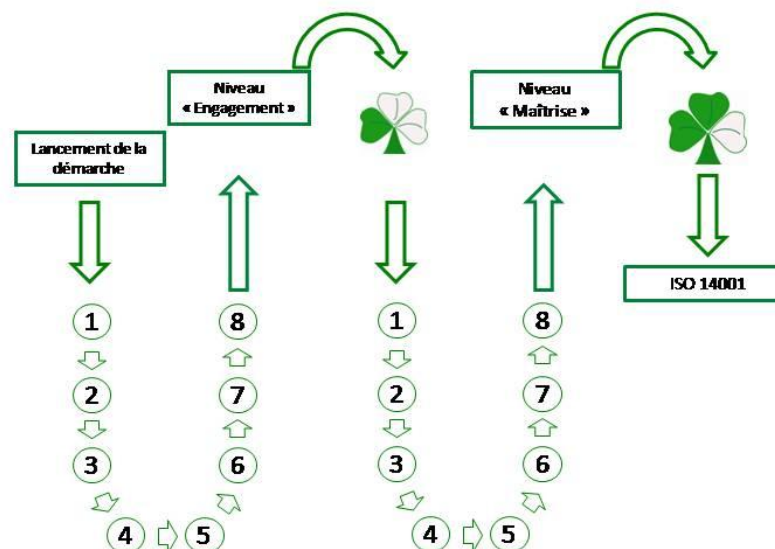 Lancement de la
démarche
1
2
3
4
5
6
7
8
Niveau
« Engagement »
1
2
3
4
5
6
7
8
Niveau
« Maîtrise »
ISO 14001